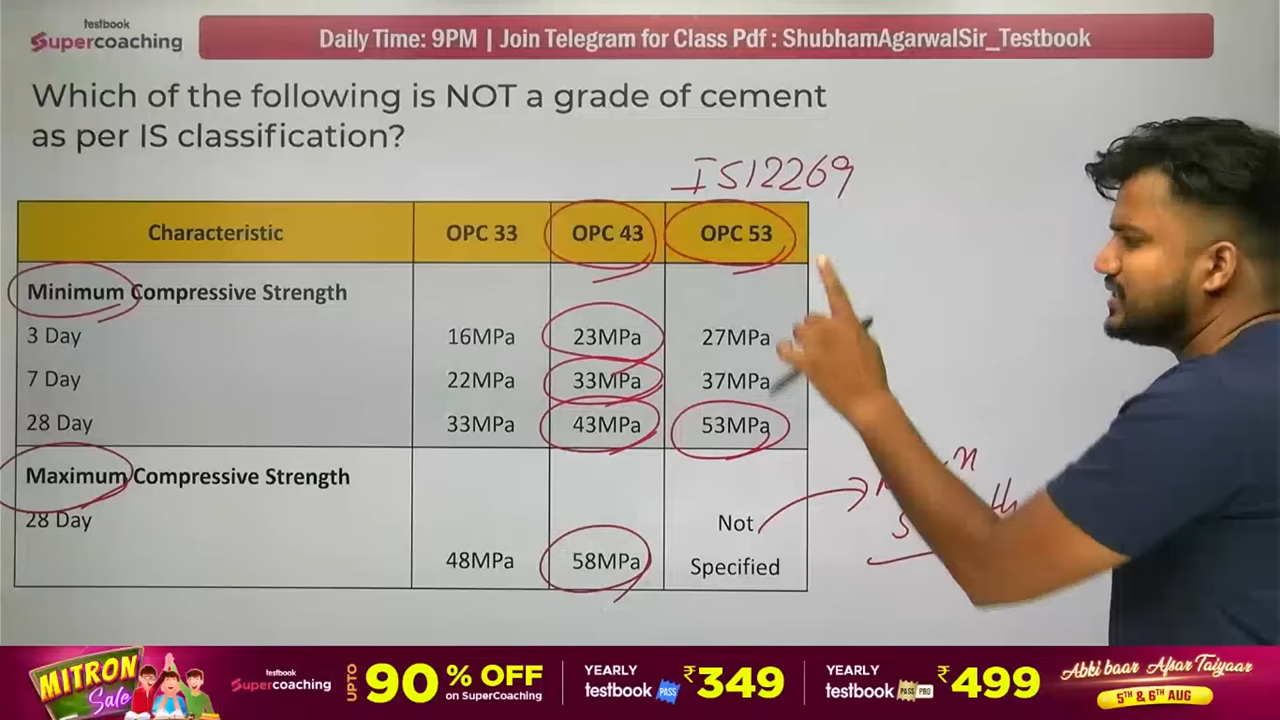 testbook
Supercoaching
Daily Time: 9PM | Join Telegram for Class Pdf : ShubhamAgarwalSir_Testbook
Which of the following is NOT a grade of cement
as per IS classification?
IS12269
Characteristic OPC 33 OPC 43 OPC 53
Minimum Compressive Strength
3 Day 16MPa 23MPa 27MPa
7 Day 22MPa 33MPa 37MPa
28 Day 33MPa 43MPa 53MPa
Maximum Compressive Strength
28 Day
48MPa 58MPa Not Specified
MITRON
Sale
testbook
Supercoaching
UPTO 90% OFF
on SuperCoaching
YEARLY
testbook PASS
₹349
YEARLY
testbook PASS PRO
₹499
Abki baar Afsar Taiyaar
5TH & 6TH AUG